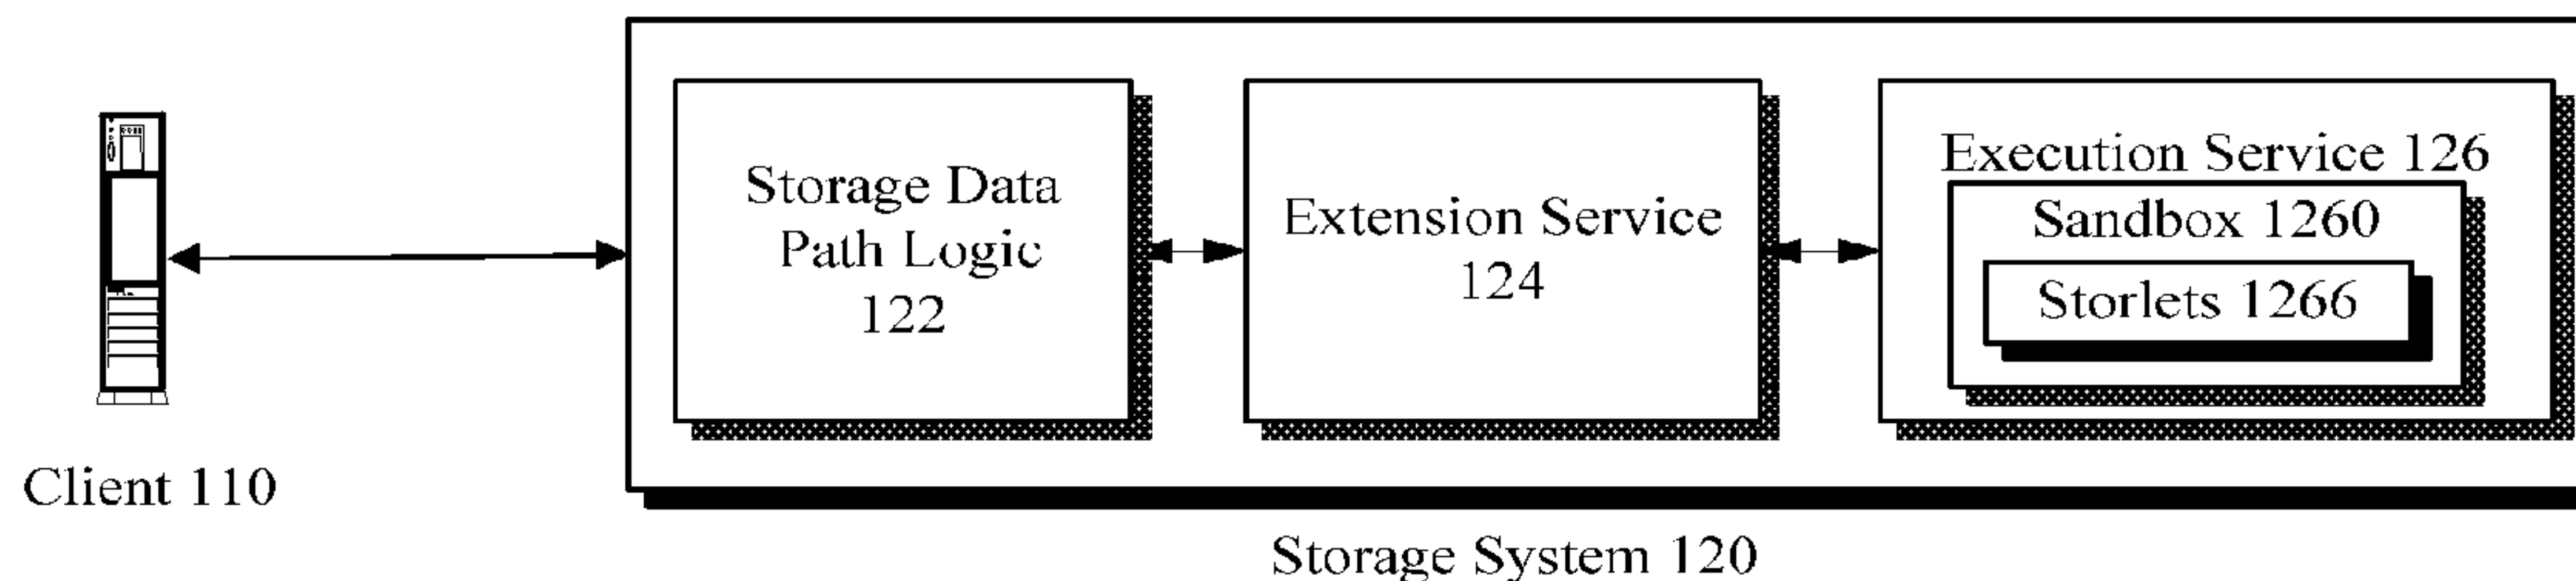 Storage Data
Path Logic
122
Extension Service
124
Execution Service 126
Sandbox 1260
Storlets 1266
Client 110
Storage System 120